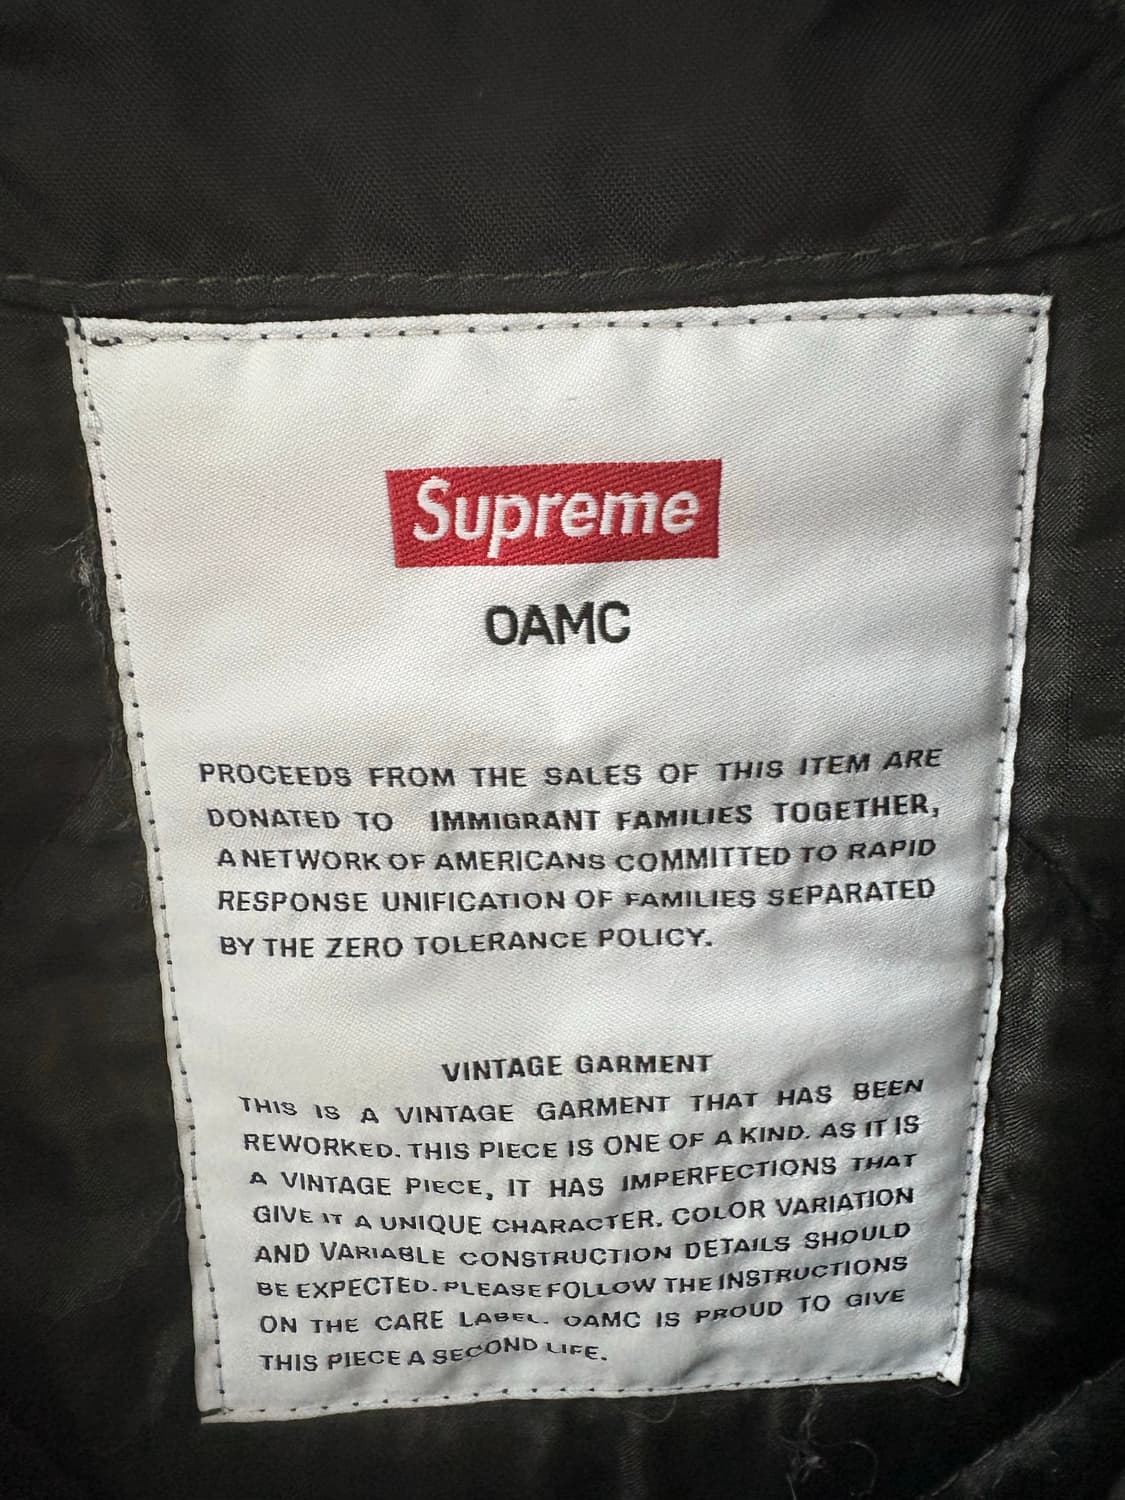 Supreme
OAMC
PROCEEDS FROM THE SALES OF THIS ITEM ARE
DONATED TO IMMIGRANT FAMILIES TOGETHER,
A NETWORK OF AMERICANS COMMITTED TO RAPID
RESPONSE UNIFICATION OF FAMILIES SEPARATED
BY THE ZERO TOLERANCE POLICY.
VINTAGE GARMENT
THIS IS A VINTAGE GARMENT THAT HAS BEEN
REWORKED. THIS PIECE IS ONE OF A KIND. AS IT IS
A VINTAGE PIECE, IT HAS IMPERFECTIONS THAT
GIVE IT A UNIQUE CHARACTER. COLOR VARIATION
AND VARIABLE CONSTRUCTION DETAILS SHOULD
BE EXPECTED. PLEASE FOLLOW THE INSTRUCTIONS
ON THE CARE LABEL. OAMC IS PROUD TO GIVE
THIS PIECE A SECOND LIFE.